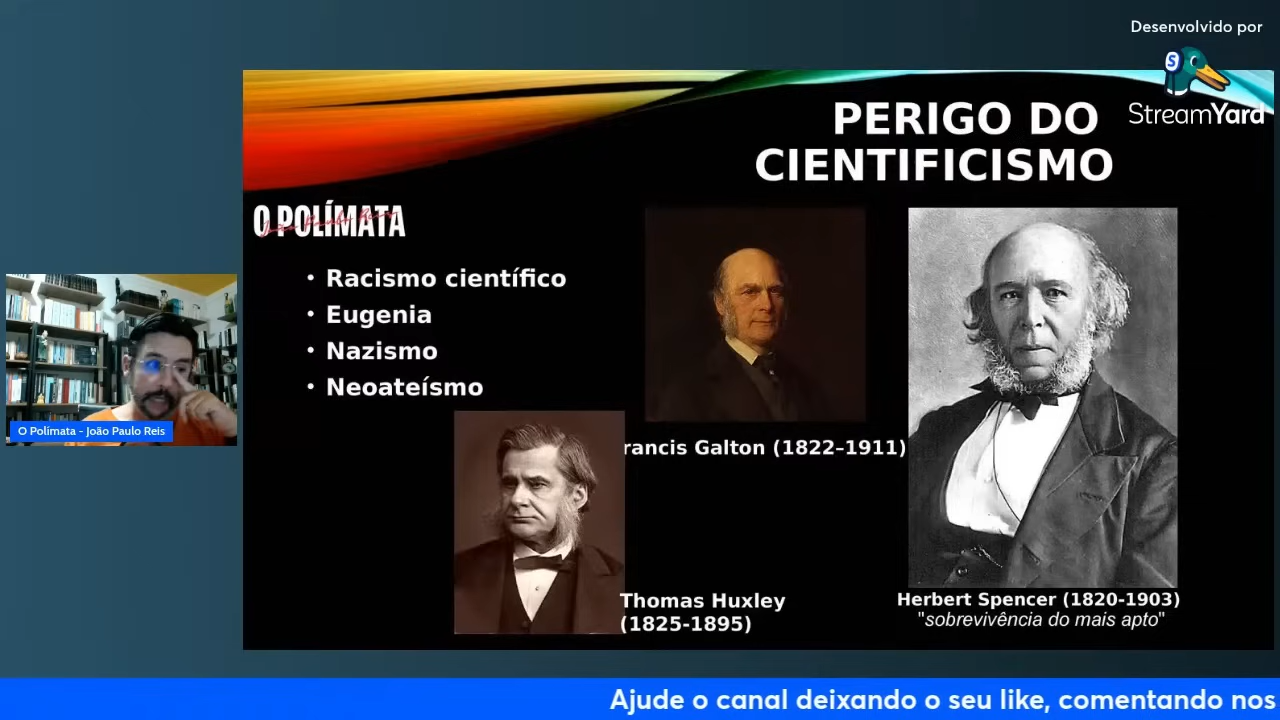 Desenvolvido por
StreamYard
PERIGO DO
CIENTIFICISMO
O POLÍMATA
• Racismo científico
• Eugenia
• Nazismo
• Neoateísmo
rancis Galton (1822–1911)
Thomas Huxley
(1825-1895)
Herbert Spencer (1820-1903)
"sobrevivência do mais apto"
O Polimata - João Paulo Reis
Ajude o canal deixando o seu like, comentando nos